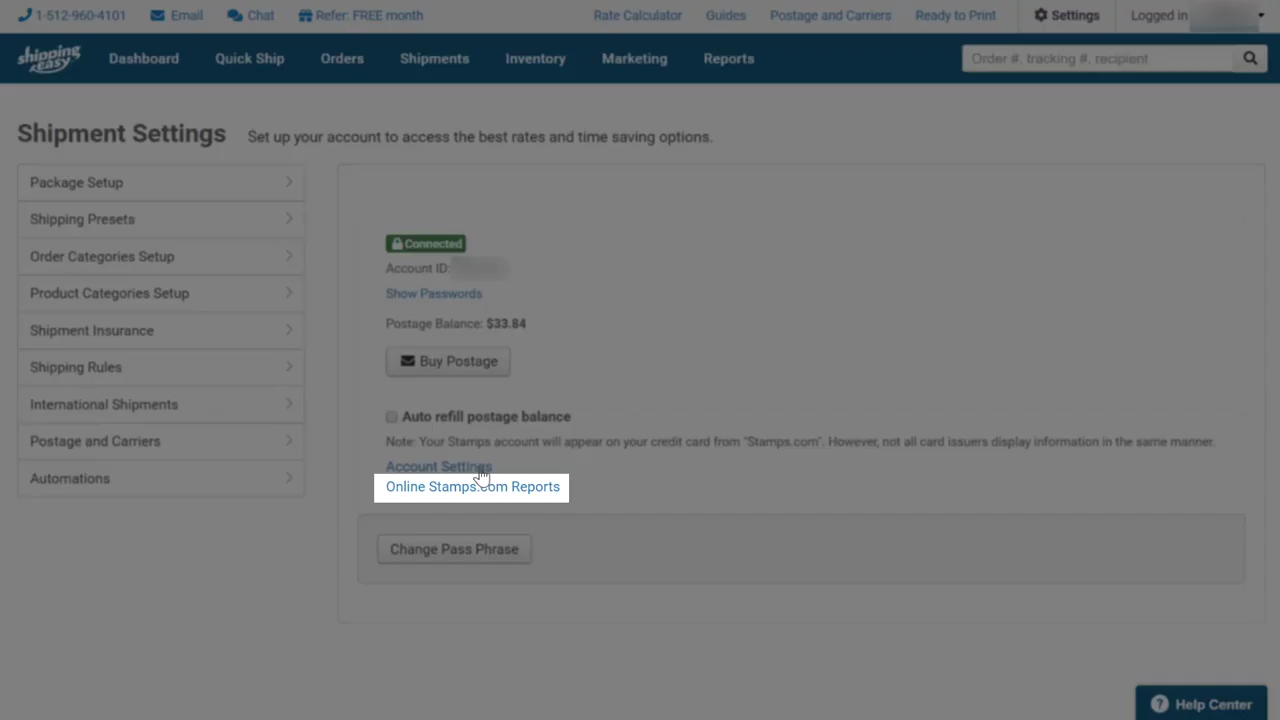 1-512-960-4101 Email Chat Refer: FREE month Rate Calculator Guides Postage and Carriers Ready to Print Settings Logged in
shipping easy Dashboard Quick Ship Orders Shipments Inventory Marketing Reports Order #, tracking #, recipient
Shipment Settings Set up your account to access the best rates and time saving options.
Package Setup
Shipping Presets
Order Categories Setup
Product Categories Setup
Shipment Insurance
Shipping Rules
International Shipments
Postage and Carriers
Automations
Connected
Account ID:
Show Passwords
Postage Balance: $33.84
Buy Postage
Auto refill postage balance
Note: Your Stamps account will appear on your credit card from "Stamps.com". However, not all card issuers display information in the same manner.
Account Settings
Online Stamps.com Reports
Change Pass Phrase
? Help Center